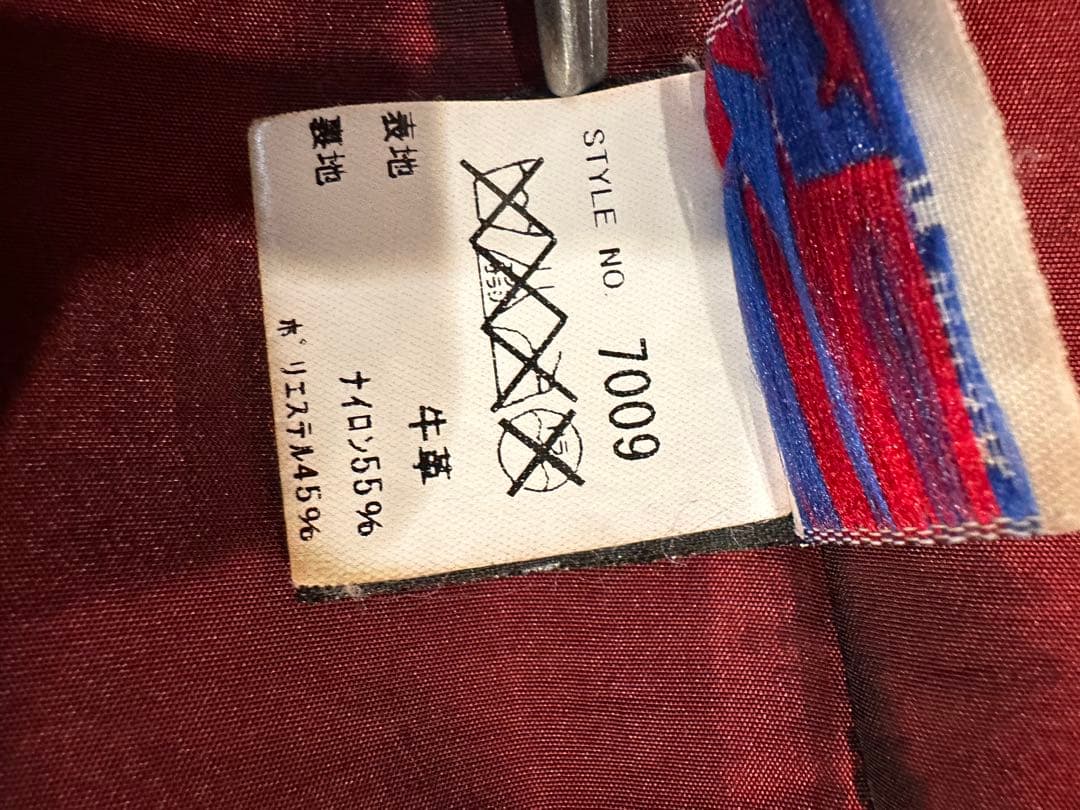 STYLE NO. 7009
表地 牛革
裏地 ナイロン55%
ポリエステル45%